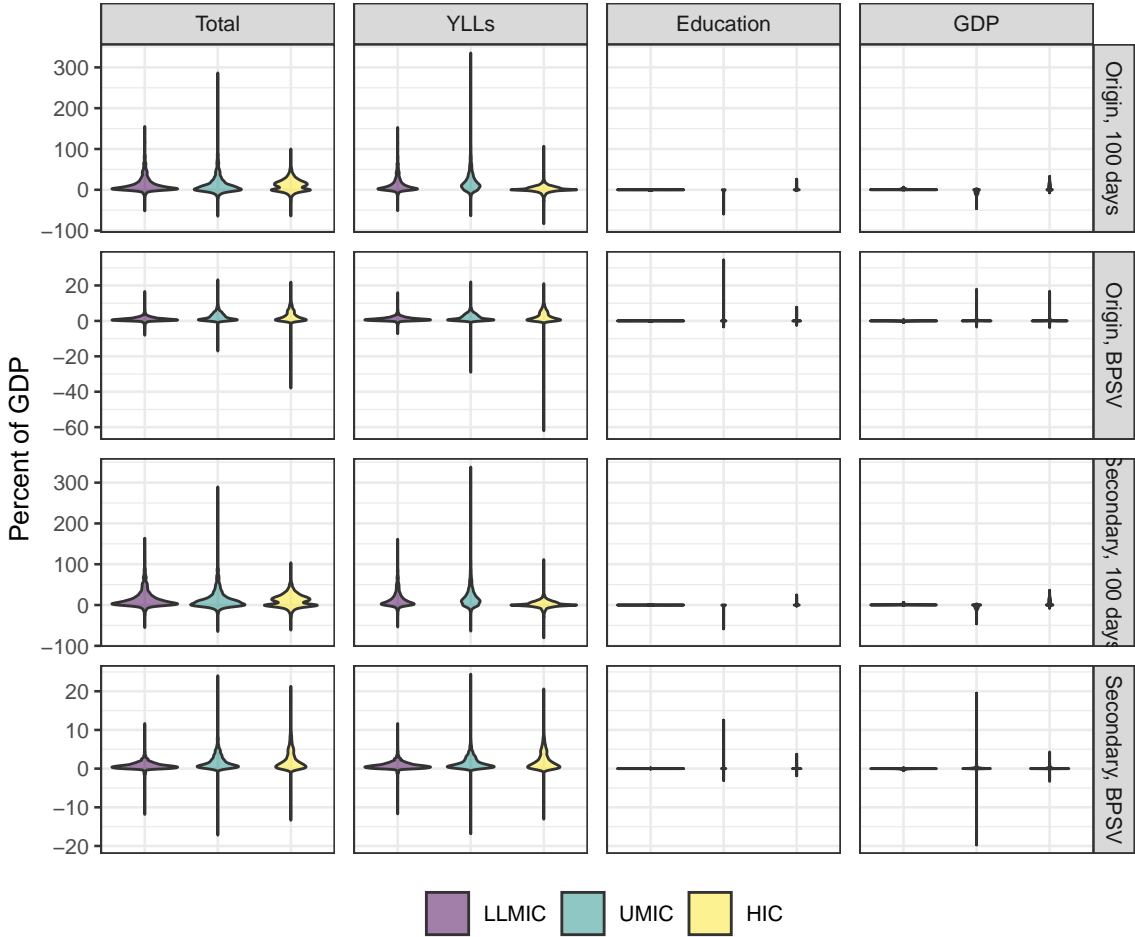 Total YLLs Education GDP
300
200
100
0
−100
Origin, 100 days
20
0
−20
−40
−60
Origin, BPSV
Percent of GDP
300
200
100
0
−100
Secondary, 100 days
20
10
0
−10
−20
Secondary, BPSV
LLMIC UMIC HIC